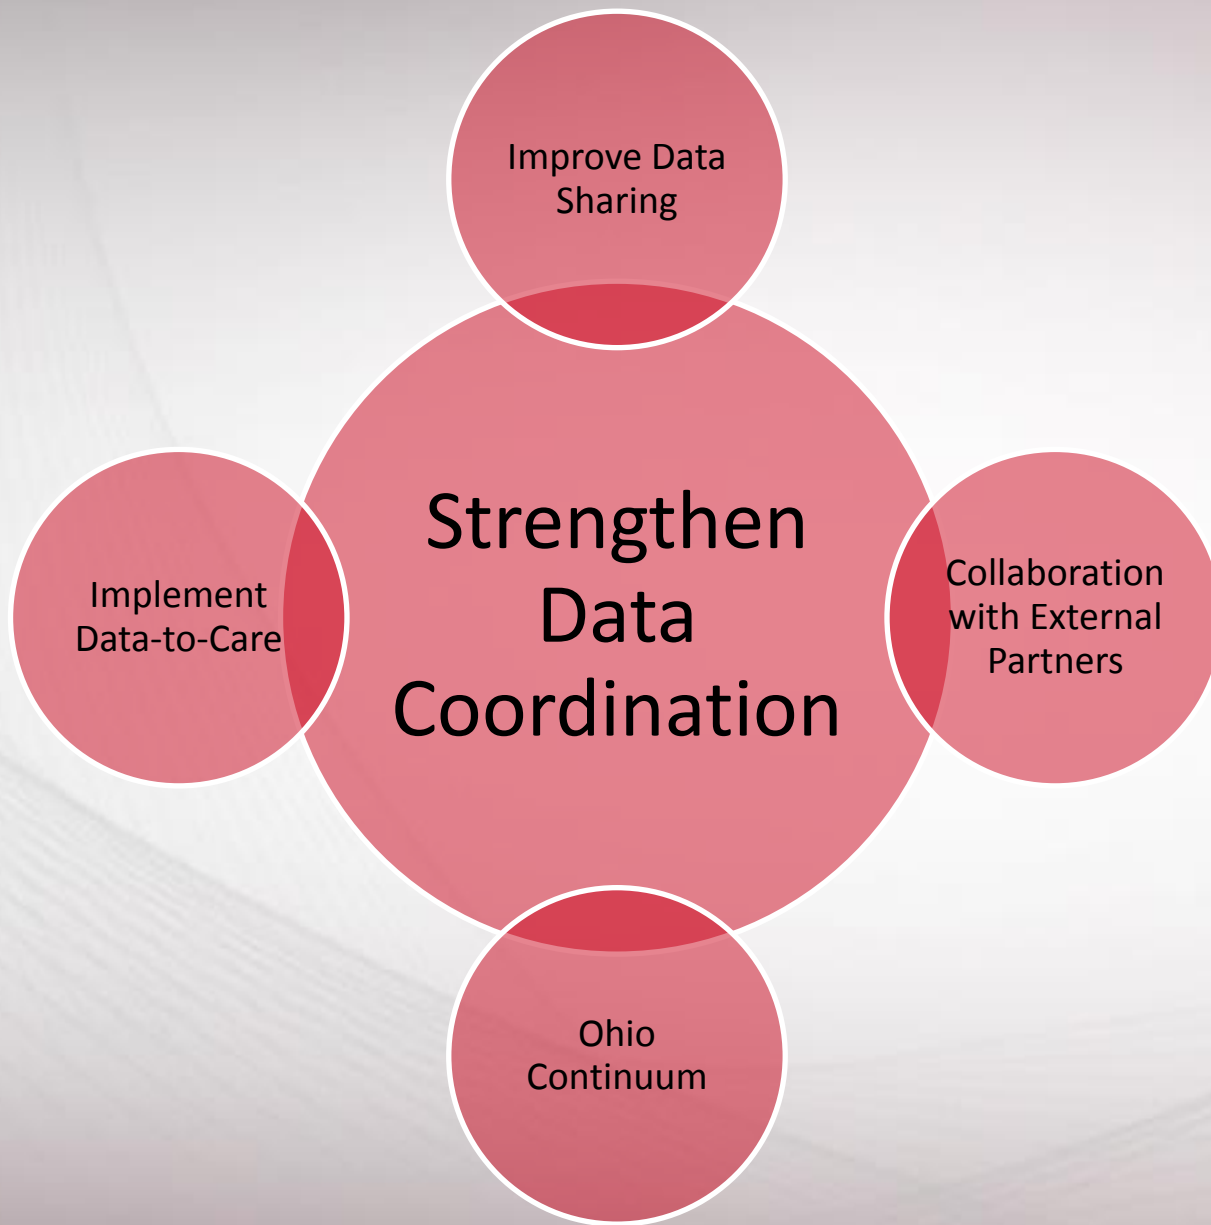 Improve Data
Sharing
Strengthen
Data
Coordination
Implement
Data-to-Care
Collaboration
with External
Partners
Ohio
Continuum